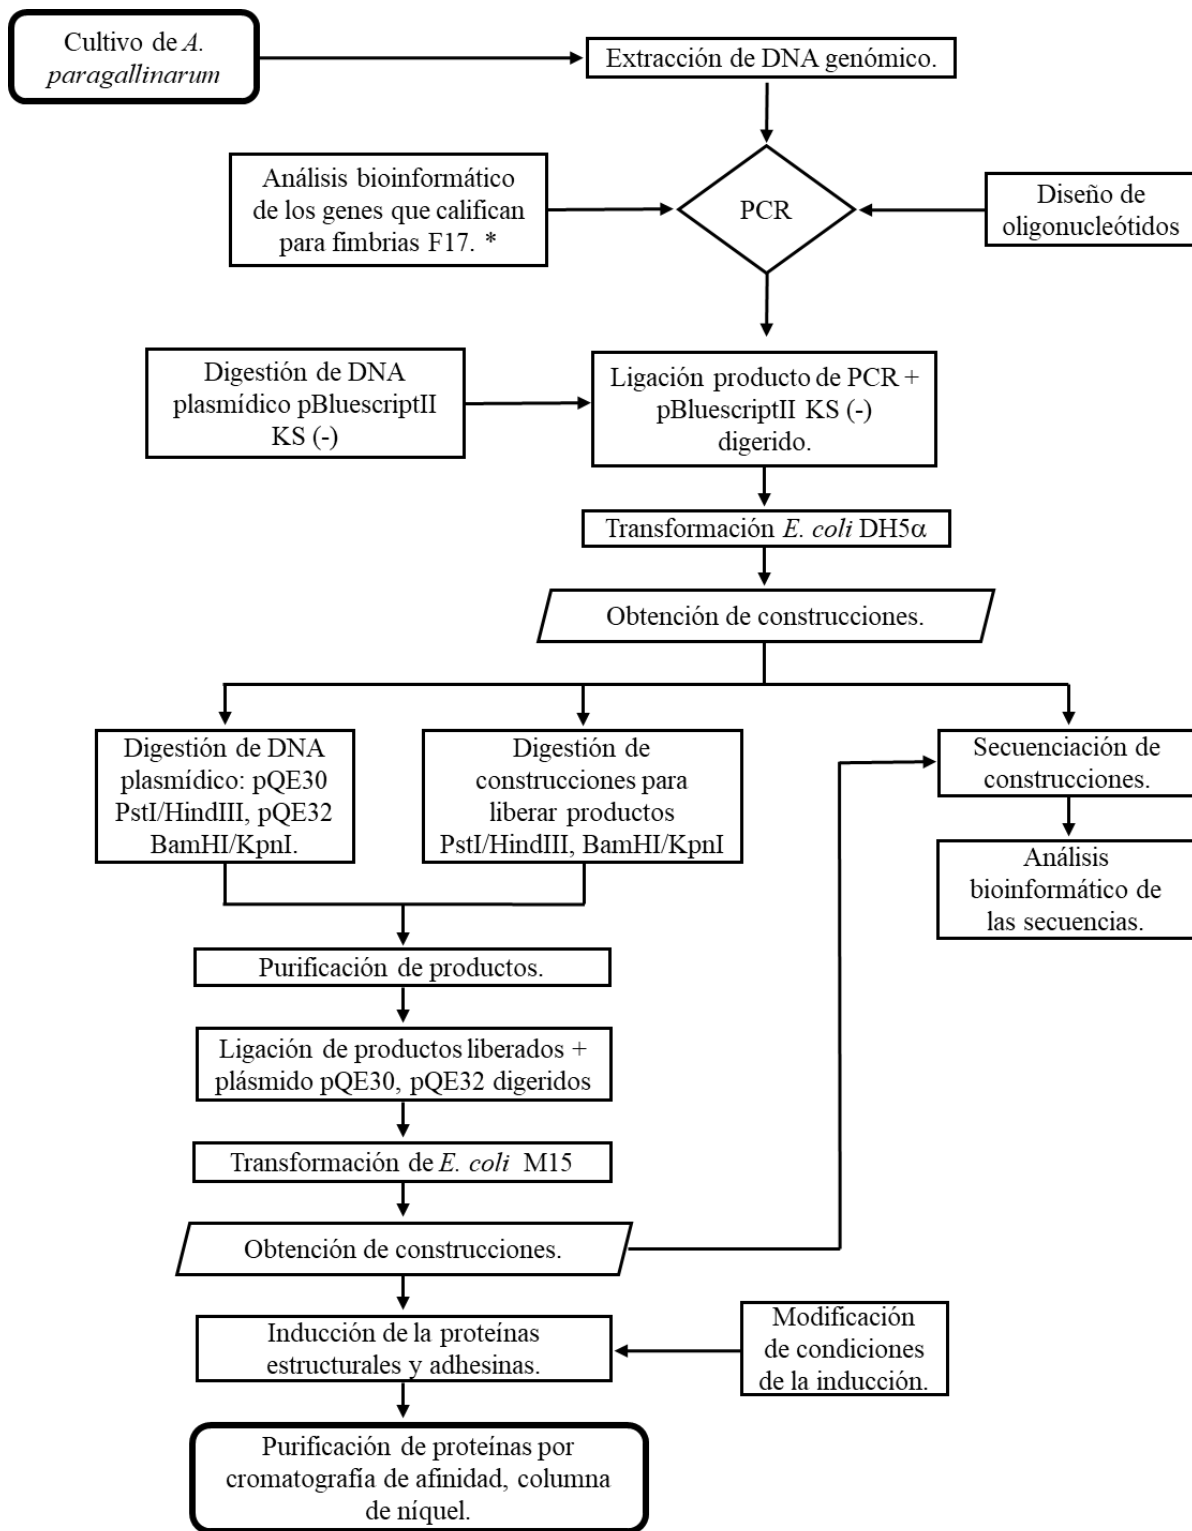 Cultivo de A.
paragallinarum
Extracción de DNA genómico.
Análisis bioinformático
de los genes que califican
para fimbrias F17. *
PCR
Diseño de
oligonucleótidos
Digestión de DNA
plasmídico pBluescriptII
KS (-)
Ligación producto de PCR +
pBluescriptII KS (-)
digerido.
Transformación E. coli DH5α
Obtención de construcciones.
Digestión de DNA
plasmídico: pQE30
PstI/HindIII, pQE32
BamHI/KpnI.
Digestión de
construcciones para
liberar productos
PstI/HindIII, BamHI/KpnI
Secuenciación de
construcciones.
Análisis
bioinformático de
las secuencias.
Purificación de productos.
Ligación de productos liberados +
plásmido pQE30, pQE32 digeridos
Transformación de E. coli M15
Obtención de construcciones.
Inducción de la proteínas
estructurales y adhesinas.
Modificación
de condiciones
de la inducción.
Purificación de proteínas por
cromatografía de afinidad, columna
de níquel.